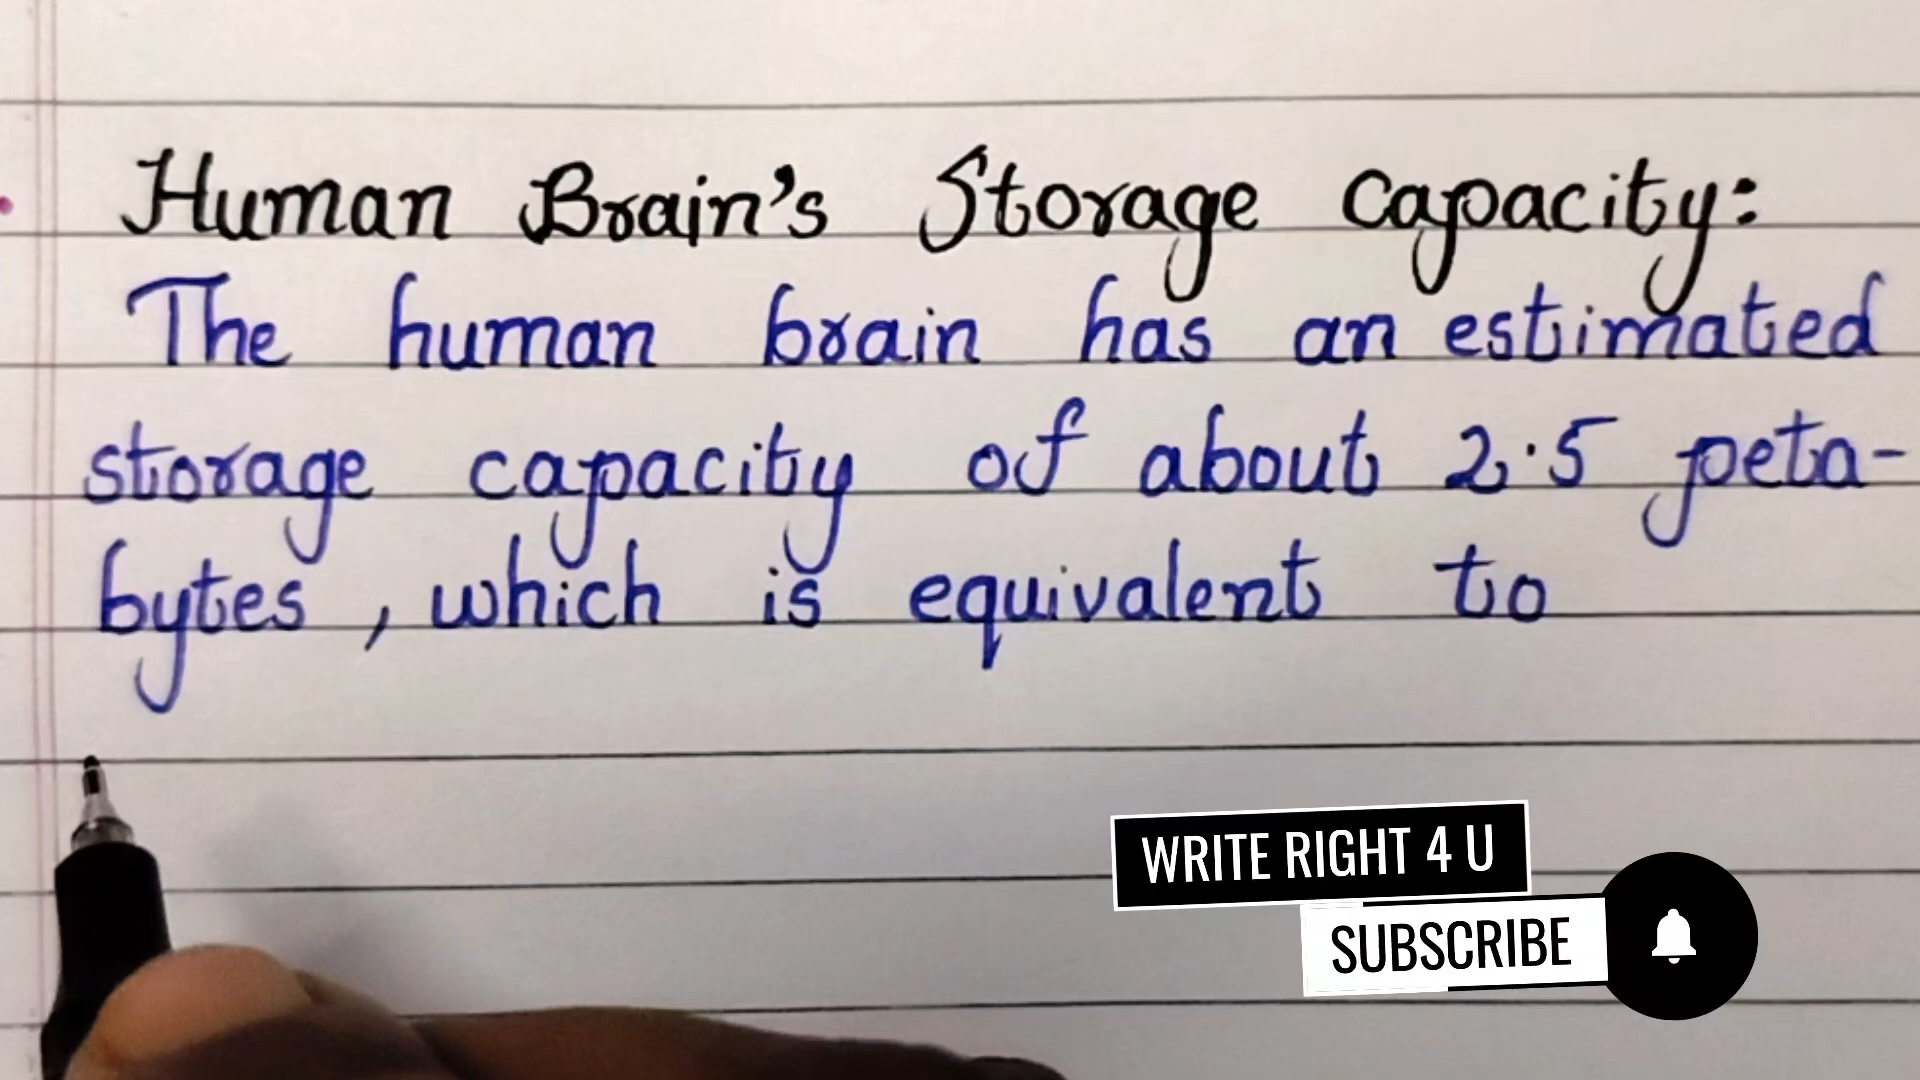 Human Brain's Storage Capacity:
The human brain has an estimated
storage capacity of about 2.5 peta-
bytes, which is equivalent to
WRITE RIGHT 4 U
SUBSCRIBE